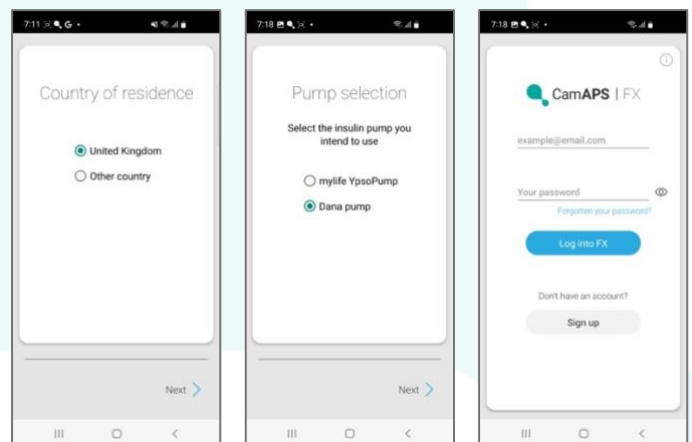 7:11 G •
Country of residence
United Kingdom
Other country
Next
7:18 •
Pump selection
Select the insulin pump you
intend to use
mylife YpsoPump
Dana pump
Next
7:18 •
CamAPS | FX
example@email.com
Your password
Forgotten your password?
Log into FX
Don't have an account?
Sign up